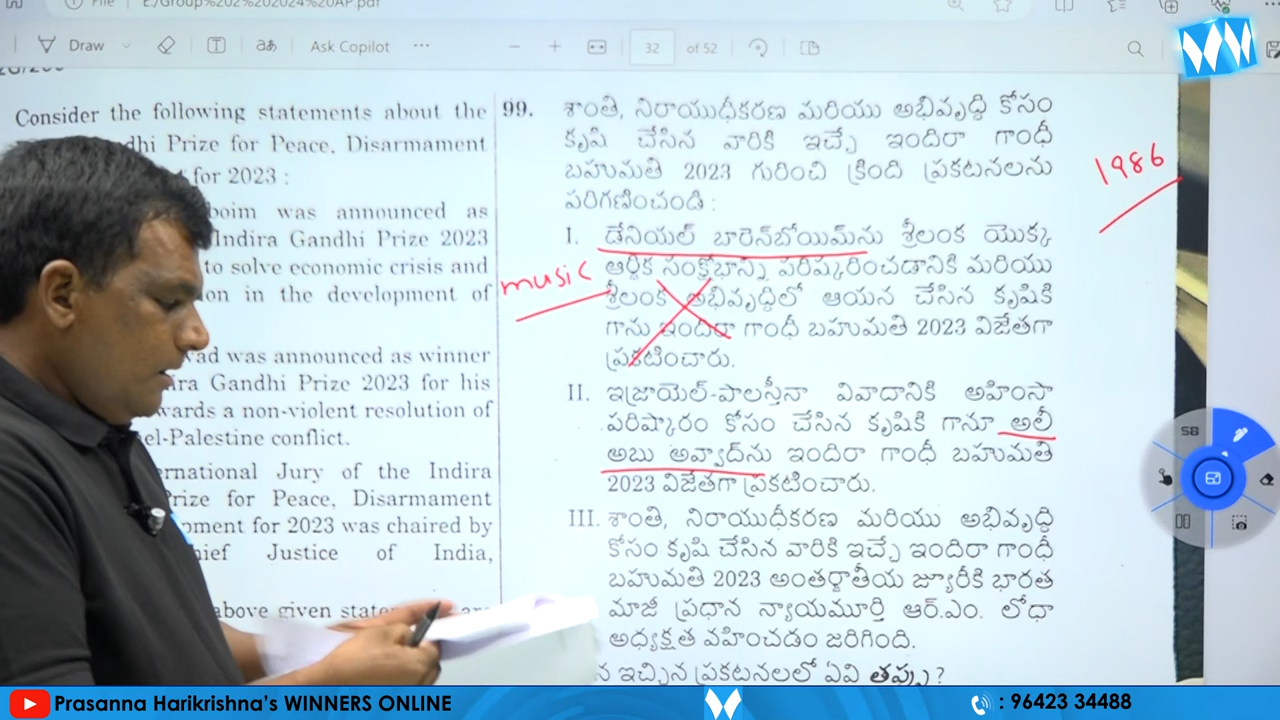 File E:/Group%202%202024%20AP.pdf
Draw aあ Ask Copilot ... 32 of 52
Consider the following statements about the
dhi Prize for Peace, Disarmament
for 2023 :
boim was announced as
Indira Gandhi Prize 2023
to solve economic crisis and
on in the development of
ad was announced as winner
ira Gandhi Prize 2023 for his
wards a non-violent resolution of
el-Palestine conflict.
rnational Jury of the Indira
Prize for Peace, Disarmament
pment for 2023 was chaired by
hief Justice of India,
above given
99. శాంతి, నిరాయుధీకరణ మరియు అభివృద్ధి కోసం
కృషి చేసిన వారికి ఇచ్చే ఇందిరా గాంధీ
బహుమతి 2023 గురించి క్రింది ప్రకటనలను
పరిగణించండి :
1986
I. డేనియల్ బారెన్‌బోయిమ్‌ను శ్రీలంక యొక్క
ఆర్థిక సంక్షోభాన్ని పరిష్కరించడానికి మరియు
music
శ్రీలంక అభివృద్ధిలో ఆయన చేసిన కృషికి
గాను ఇందిరా గాంధీ బహుమతి 2023 విజేతగా
ప్రకటించారు.
II. ఇజ్రాయెల్-పాలస్తీనా వివాదానికి అహింసా
పరిష్కారం కోసం చేసిన కృషికి గానూ అలీ
అబు అవ్వాద్‌ను ఇందిరా గాంధీ బహుమతి
2023 విజేతగా ప్రకటించారు.
III. శాంతి, నిరాయుధీకరణ మరియు అభివృద్ధి
కోసం కృషి చేసిన వారికి ఇచ్చే ఇందిరా గాంధీ
బహుమతి 2023 అంతర్జాతీయ జ్యూరీకి భారత
మాజీ ప్రధాన న్యాయమూర్తి ఆర్.ఎం. లోధా
అధ్యక్షత వహించడం జరిగింది.
న ఇచ్చిన ప్రకటనలలో ఏవి తప్పు ?
S8
Prasanna Harikrishna's WINNERS ONLINE : 96423 34488